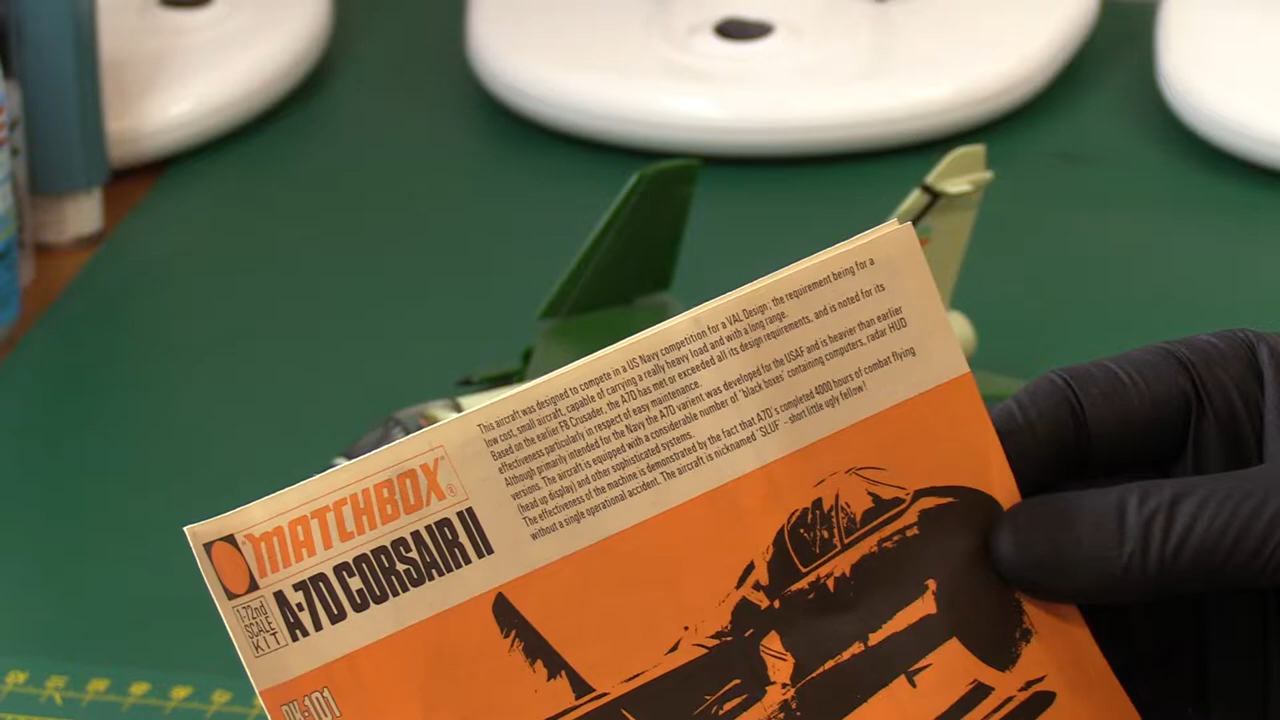 This aircraft was designed to compete in a US Navy competition for a VAL Design; the requirement being for a
low cost, small aircraft, capable of carrying a really heavy load and with a long range.
Based on the earlier F8 Crusader, the A7D has met or exceeded all its design requirements, and is noted for its
effectiveness particularly in respect of easy maintenance.
Although primarily intended for the Navy the A7D varient was developed for the USAF and is heavier than earlier
versions. The aircraft is equipped with a considerable number of 'black boxes' containing computers, radar HUD
(head up display) and other sophisticated systems.
The effectiveness of the machine is demonstrated by the fact that A7D's completed 4000 hours of combat flying
without a single operational accident. The aircraft is nicknamed 'SLUF' – short little ugly fellow!
MATCHBOX ®
A-7D CORSAIR II
1-72nd
SCALE
KIT
PK-101